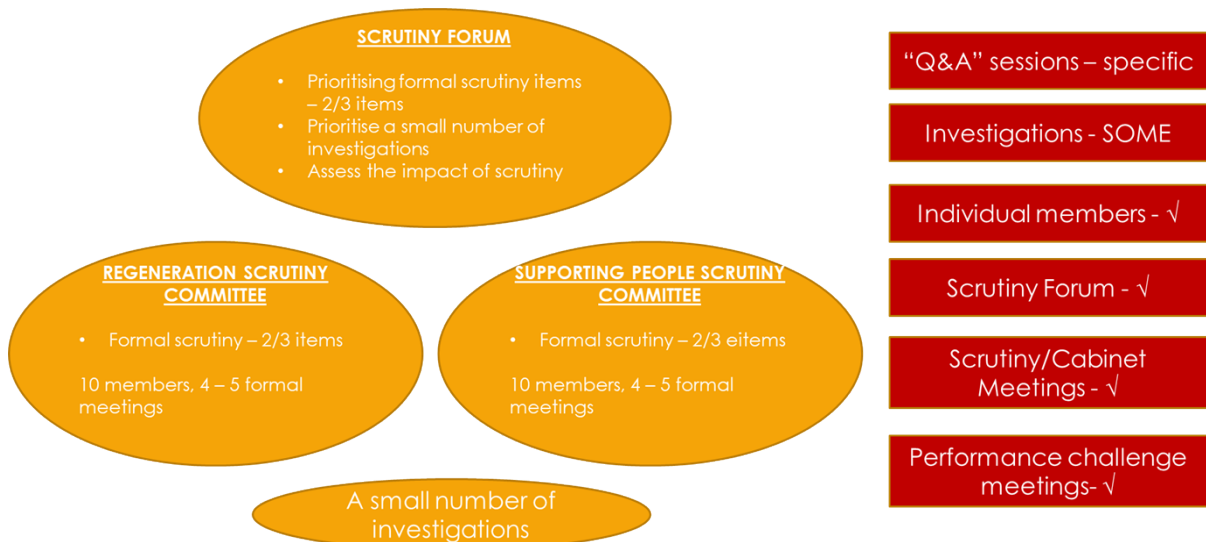 SCRUTINY FORUM
• Prioritising formal scrutiny items
– 2/3 items
• Prioritise a small number of
investigations
• Assess the impact of scrutiny
REGENERATION SCRUTINY
COMMITTEE
• Formal scrutiny – 2/3 items
10 members, 4 – 5 formal
meetings
SUPPORTING PEOPLE SCRUTINY
COMMITTEE
• Formal scrutiny – 2/3 eitems
10 members, 4 – 5 formal
meetings
A small number of
investigations
“Q&A” sessions – specific
Investigations - SOME
Individual members - √
Scrutiny Forum - √
Scrutiny/Cabinet
Meetings - √
Performance challenge
meetings- √